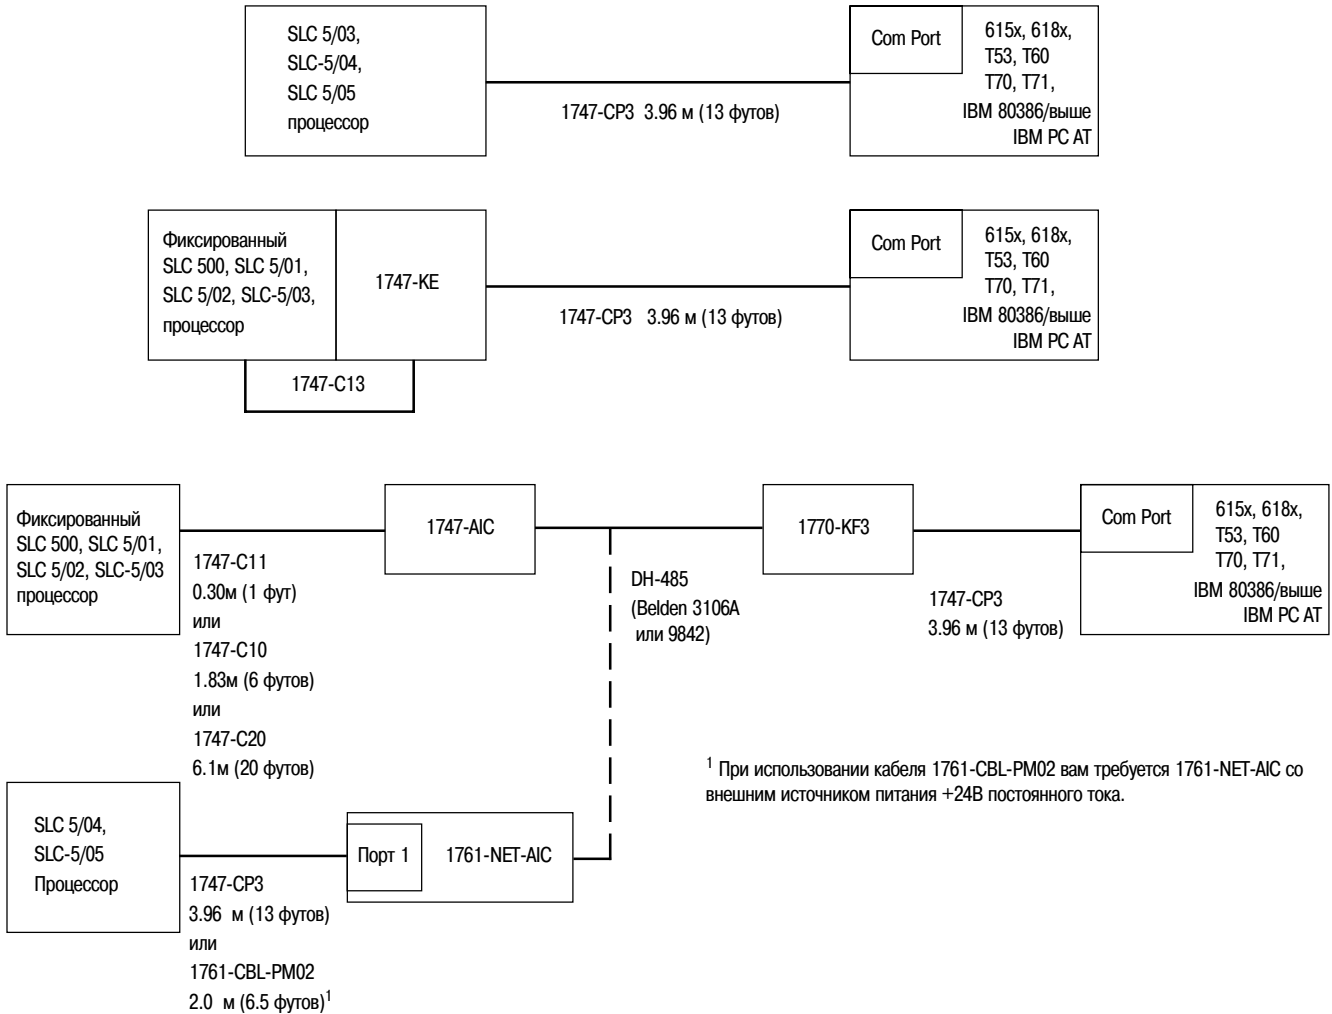 SLC 5/03,
SLC-5/04,
SLC 5/05
процессор
1747-CP3 3.96 м (13 футов)
Com Port
615x, 618x,
T53, T60
T70, T71,
IBM 80386/выше
IBM PC AT
Фиксированный
SLC 500, SLC 5/01,
SLC 5/02, SLC-5/03,
процессор
1747-KE
1747-C13
1747-CP3 3.96 м (13 футов)
Com Port
615x, 618x,
T53, T60
T70, T71,
IBM 80386/выше
IBM PC AT
Фиксированный
SLC 500, SLC 5/01,
SLC 5/02, SLC-5/03
процессор
1747-C11
0.30м (1 фут)
или
1747-C10
1.83м (6 футов)
или
1747-C20
6.1м (20 футов)
1747-AIC
DH-485
(Belden 3106A
или 9842)
1770-KF3
1747-CP3
3.96 м (13 футов)
Com Port
615x, 618x,
T53, T60
T70, T71,
IBM 80386/выше
IBM PC AT
1 При использовании кабеля 1761-CBL-PM02 вам требуется 1761-NET-AIC со
внешним источником питания +24В постоянного тока.
SLC 5/04,
SLC-5/05
Процессор
1747-CP3
3.96 м (13 футов)
или
1761-CBL-PM02
2.0 м (6.5 футов)1
Порт 1
1761-NET-AIC